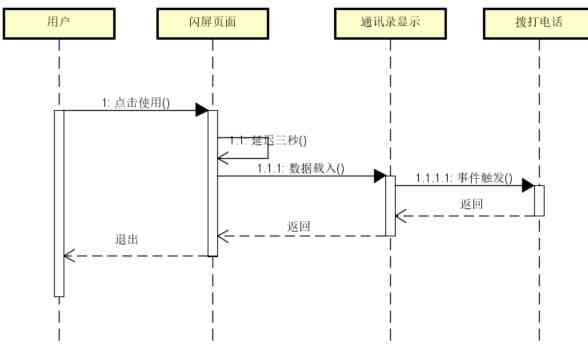 用户
闪屏页面
通讯录显示
拨打电话
1: 点击使用()
1.1: 延迟三秒()
1.1.1: 数据载入()
1.1.1.1: 事件触发()
返回
返回
退出